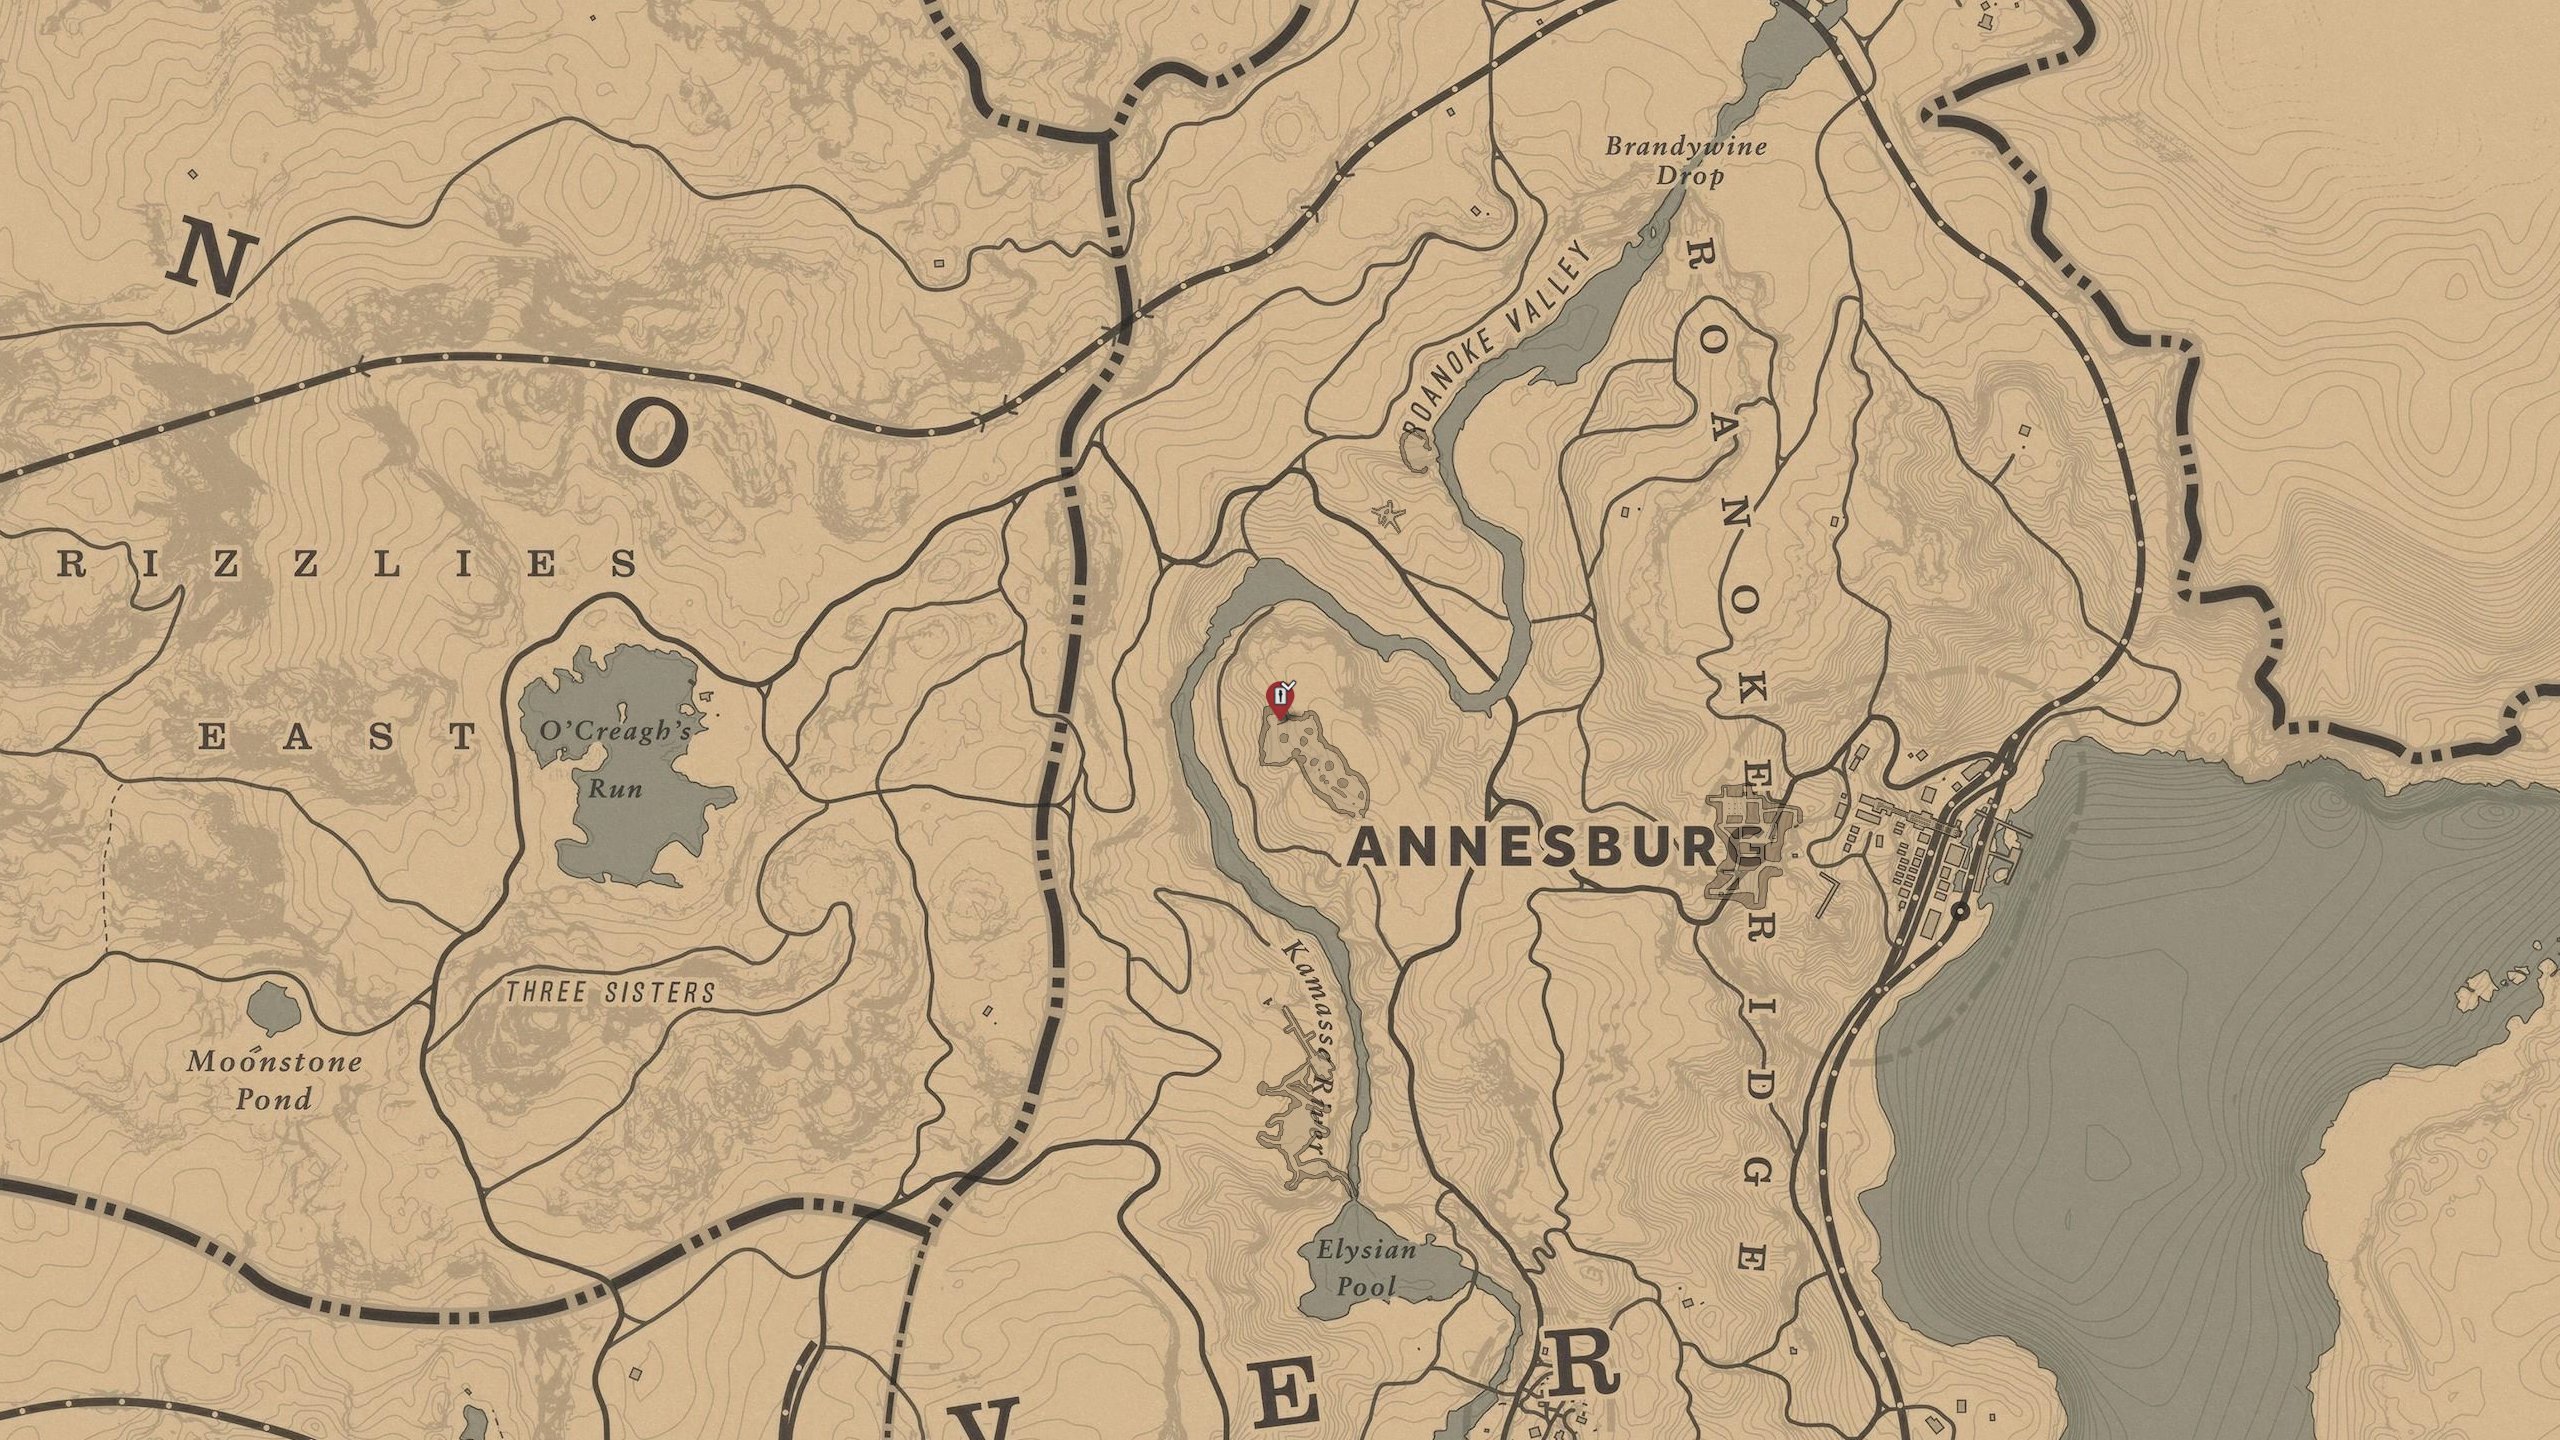 Brandywine
Drop
N
ROANOKE VALLEY
O
ROANOKE RIDGE
RIZZLIES
EAST
O'Creagh's
Run
ANNESBURG
Kamassa River
THREE SISTERS
Moonstone
Pond
Elysian
Pool
V E R